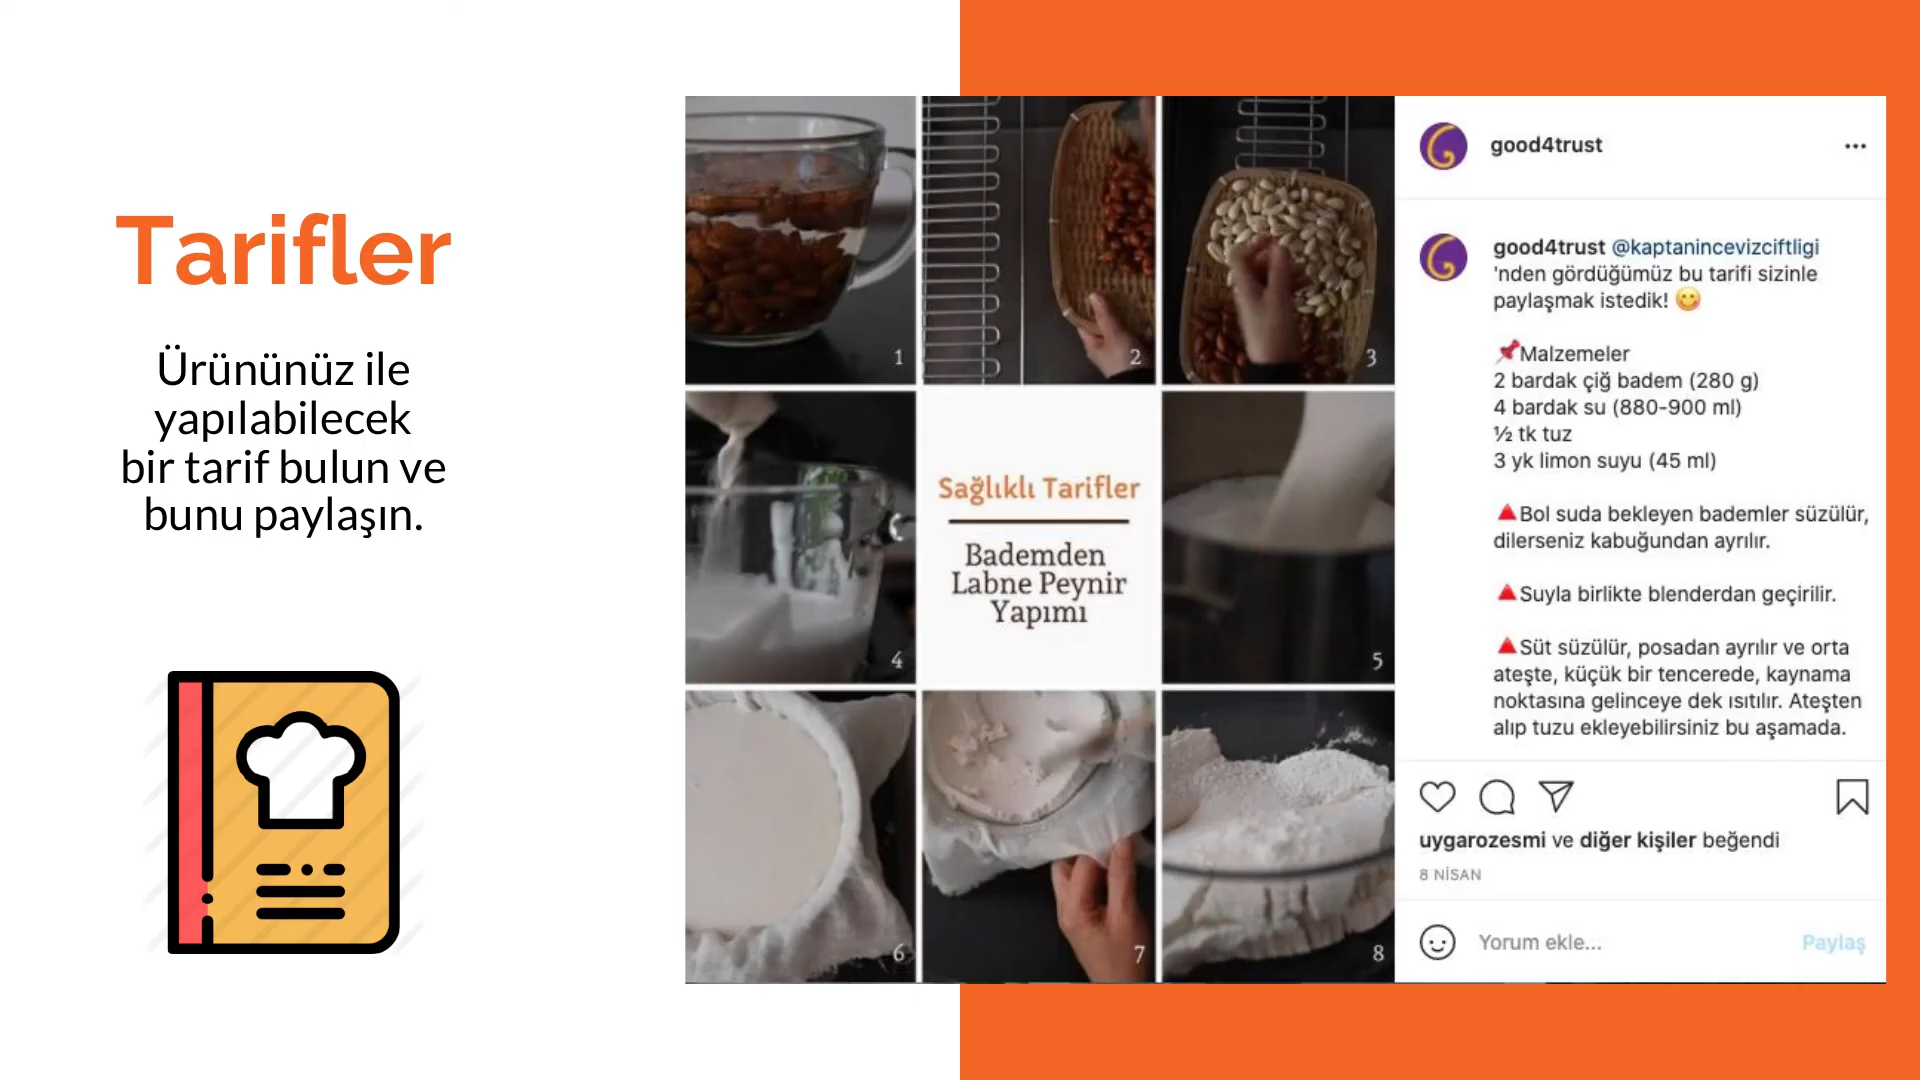 Tarifler
Ürününüz ile
yapılabilecek
bir tarif bulun ve
bunu paylaşın.
1
2
3
4
Sağlıklı Tarifler
Bademden
Labne Peynir
Yapımı
5
6
7
8
good4trust
good4trust @kaptanincevizciftligi
'nden gördüğümüz bu tarifi sizinle
paylaşmak istedik! 😋
📌Malzemeler
2 bardak çiğ badem (280 g)
4 bardak su (880-900 ml)
½ tk tuz
3 yk limon suyu (45 ml)
🔺Bol suda bekleyen bademler süzülür,
dilerseniz kabuğundan ayrılır.
🔺Suyla birlikte blenderdan geçirilir.
🔺Süt süzülür, posadan ayrılır ve orta
ateşte, küçük bir tencerede, kaynama
noktasına gelinceye dek ısıtılır. Ateşten
alıp tuzu ekleyebilirsiniz bu aşamada.
uygarozesmi ve diğer kişiler beğendi
8 NİSAN
Yorum ekle...
Paylaş